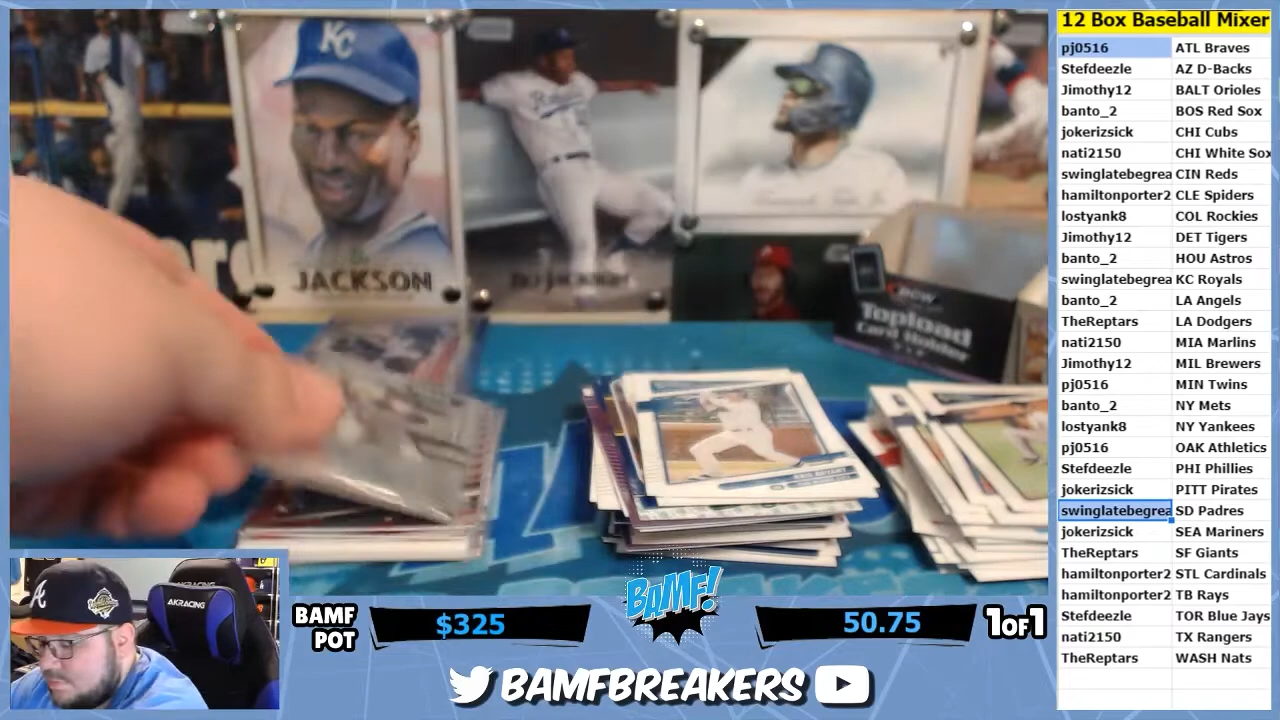 12 Box Baseball Mixer
pj0516 ATL Braves
Stefdeezle AZ D-Backs
Jimothy12 BALT Orioles
banto_2 BOS Red Sox
jokerizsick CHI Cubs
nati2150 CHI White Sox
swinglatebegrea CIN Reds
hamiltonporter2 CLE Spiders
lostyank8 COL Rockies
Jimothy12 DET Tigers
banto_2 HOU Astros
swinglatebegrea KC Royals
banto_2 LA Angels
TheReptars LA Dodgers
nati2150 MIA Marlins
Jimothy12 MIL Brewers
pj0516 MIN Twins
banto_2 NY Mets
lostyank8 NY Yankees
pj0516 OAK Athletics
Stefdeezle PHI Phillies
jokerizsick PITT Pirates
swinglatebegrea SD Padres
jokerizsick SEA Mariners
TheReptars SF Giants
hamiltonporter2 STL Cardinals
hamiltonporter2 TB Rays
Stefdeezle TOR Blue Jays
nati2150 TX Rangers
TheReptars WASH Nats
KC
JACKSON
Topload
Card Holder
A
AKRACING
BAMF POT
$325
BAMF!
50.75
1OF1
BAMFBREAKERS